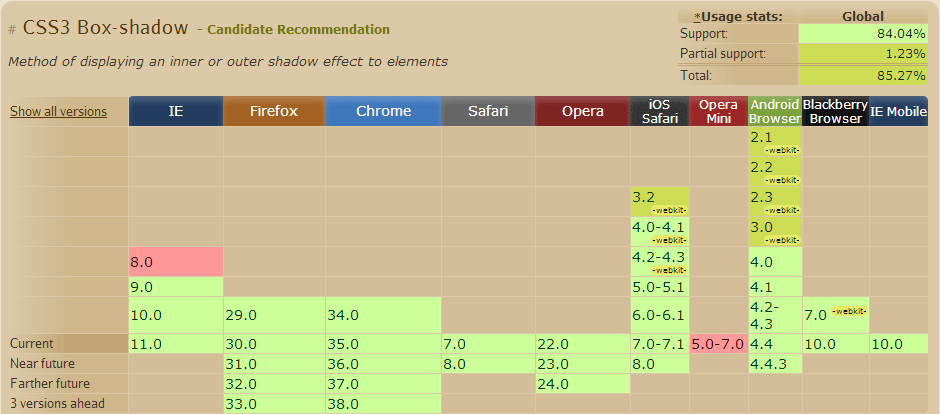 # CSS3 Box-shadow - Candidate Recommendation
Method of displaying an inner or outer shadow effect to elements
*Usage stats: Global
Support: 84.04%
Partial support: 1.23%
Total: 85.27%
Show all versions IE Firefox Chrome Safari Opera iOS Safari Opera Mini Android Browser Blackberry Browser IE Mobile
2.1 -webkit-
2.2 -webkit-
3.2 -webkit- 2.3 -webkit-
4.0-4.1 -webkit- 3.0 -webkit-
8.0 4.2-4.3 -webkit- 4.0
9.0 5.0-5.1 4.1
10.0 29.0 34.0 6.0-6.1 4.2-4.3 7.0 -webkit-
Current 11.0 30.0 35.0 7.0 22.0 7.0-7.1 5.0-7.0 4.4 10.0 10.0
Near future 31.0 36.0 8.0 23.0 8.0 4.4.3
Farther future 32.0 37.0 24.0
3 versions ahead 33.0 38.0